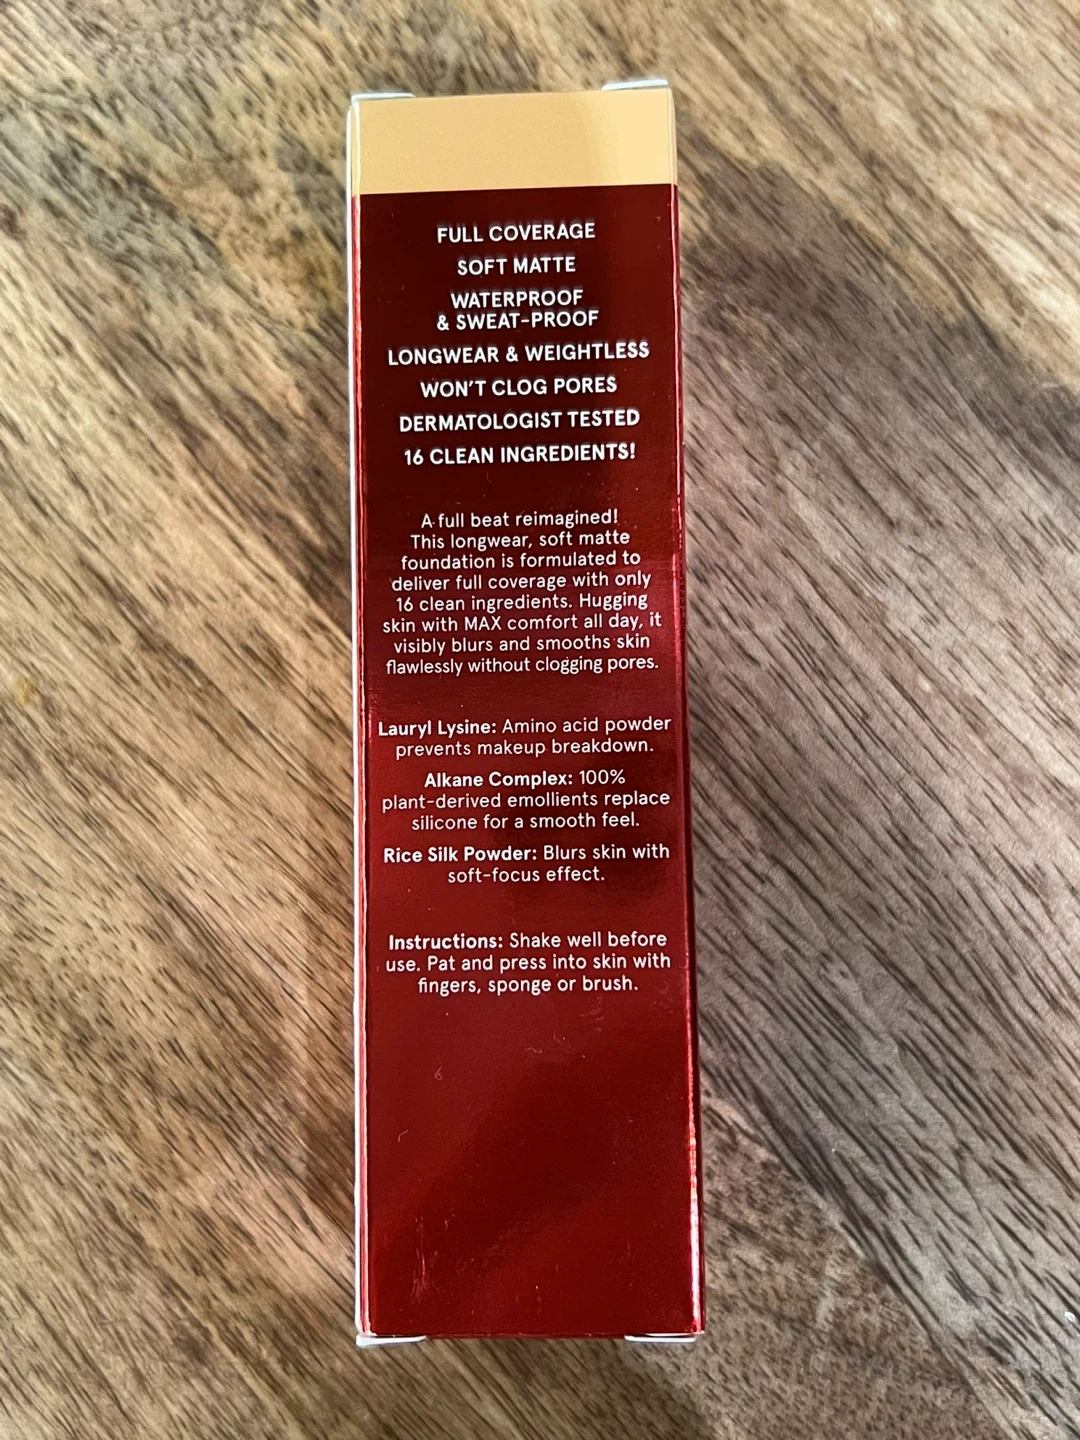 FULL COVERAGE
SOFT MATTE
WATERPROOF
& SWEAT-PROOF
LONGWEAR & WEIGHTLESS
WON'T CLOG PORES
DERMATOLOGIST TESTED
16 CLEAN INGREDIENTS!
A full beat reimagined!
This longwear, soft matte
foundation is formulated to
deliver full coverage with only
16 clean ingredients. Hugging
skin with MAX comfort all day, it
visibly blurs and smooths skin
flawlessly without clogging pores.
Lauryl Lysine: Amino acid powder
prevents makeup breakdown.
Alkane Complex: 100%
plant-derived emollients replace
silicone for a smooth feel.
Rice Silk Powder: Blurs skin with
soft-focus effect.
Instructions: Shake well before
use. Pat and press into skin with
fingers, sponge or brush.